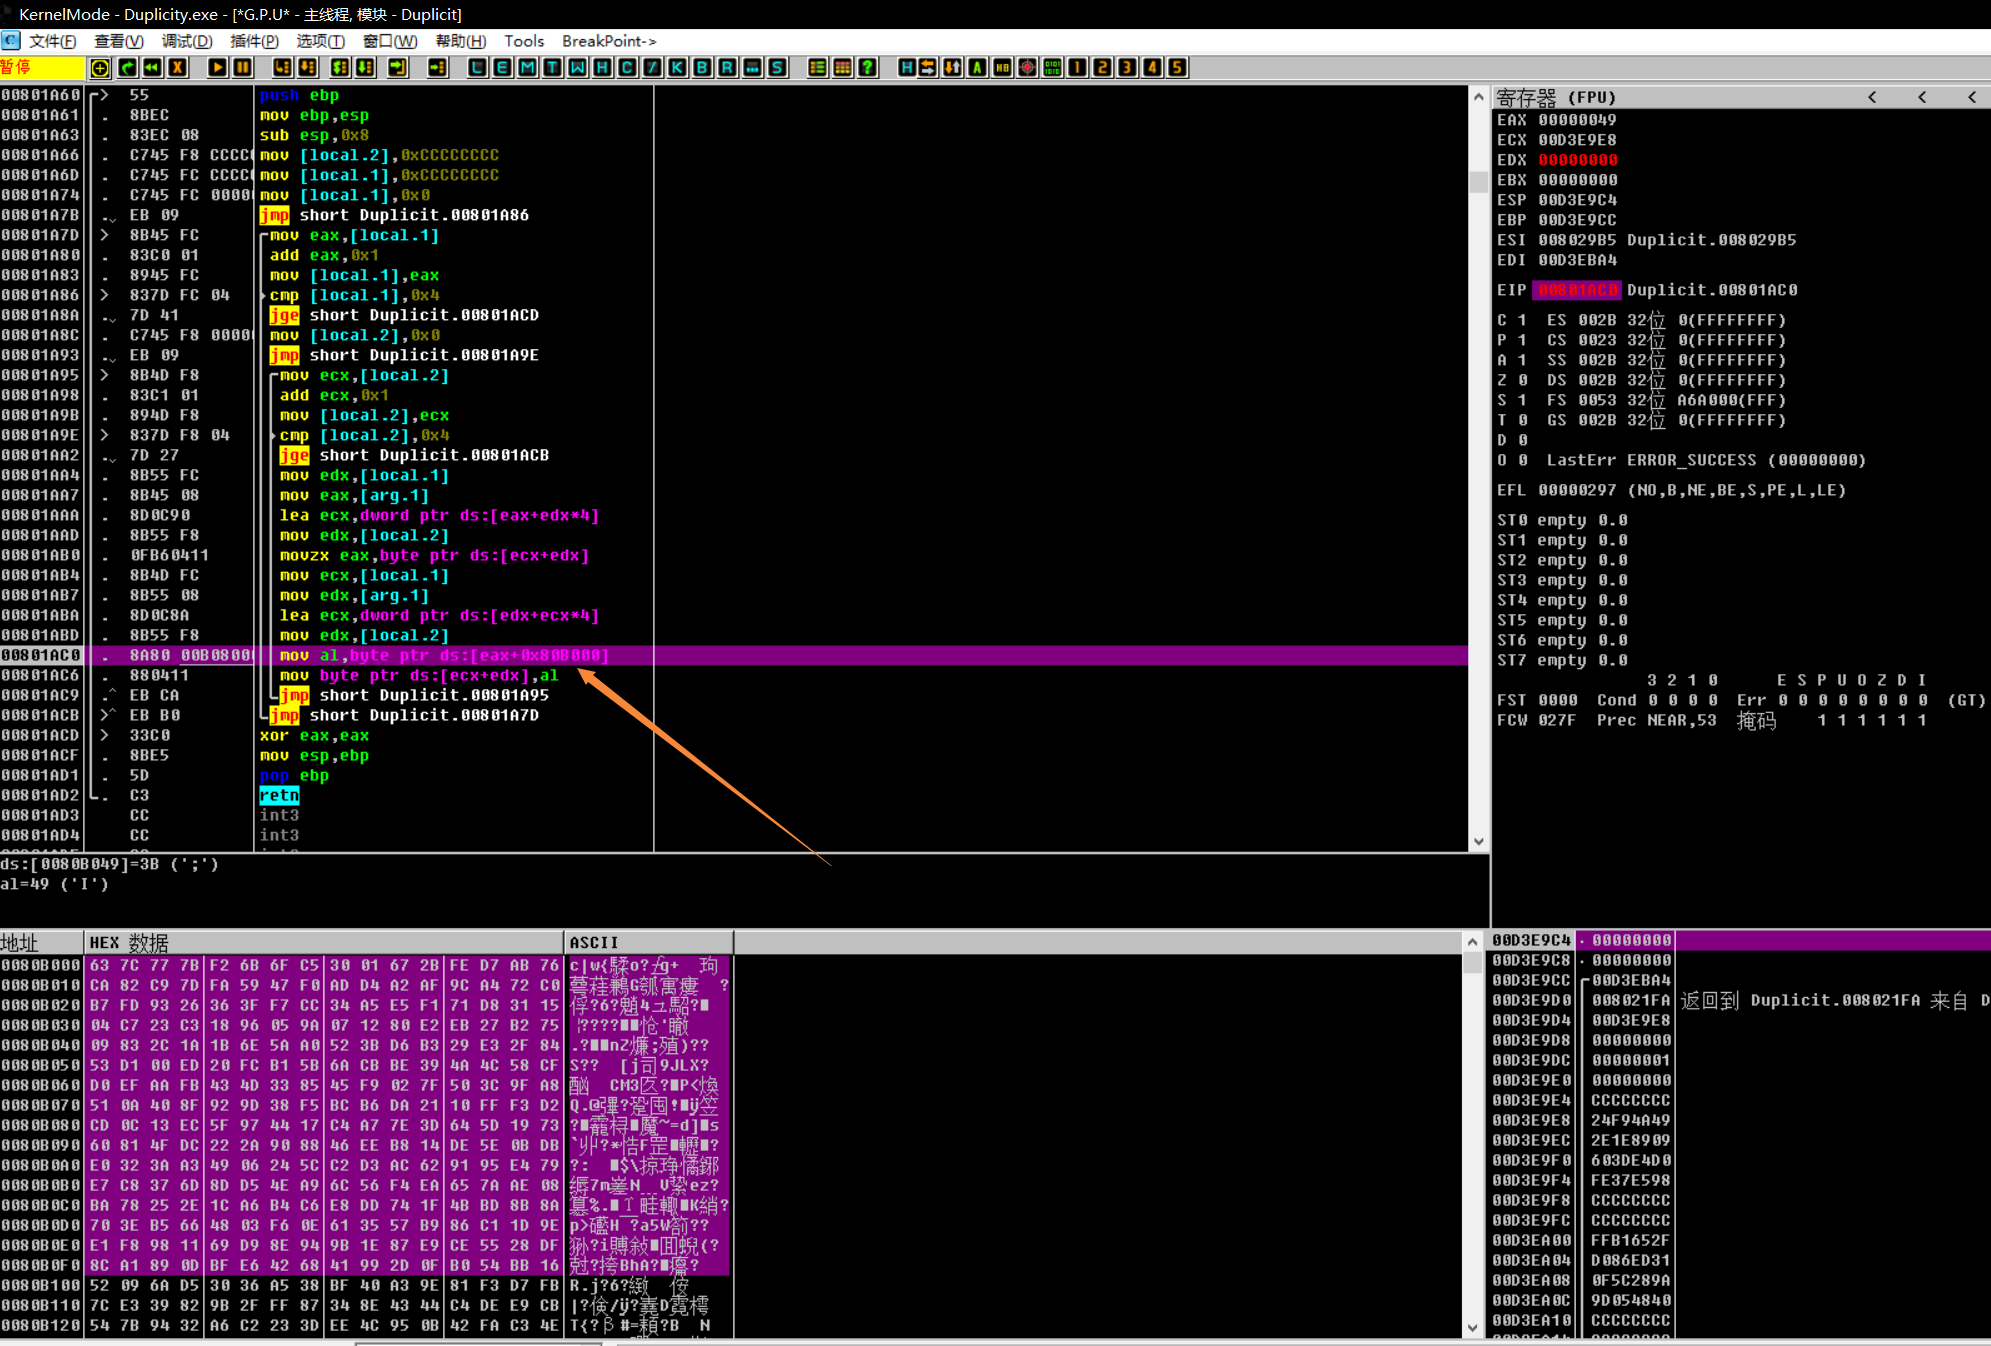 KernelMode - Duplicity.exe - [*G.P.U* - 主线程, 模块 - Duplicit]
文件(F) 查看(V) 调试(D) 插件(P) 选项(T) 窗口(W) 帮助(H) Tools BreakPoint->
暂停 L E M T W H C / K B R ... S H A 1 2 3 4 5
00801A60 55 push ebp
00801A61 8BEC mov ebp,esp
00801A63 83EC 08 sub esp,0x8
00801A66 C745 F8 CCCC mov [local.2],0xCCCCCCCC
00801A6D C745 FC CCCC mov [local.1],0xCCCCCCCC
00801A74 C745 FC 0000 mov [local.1],0x0
00801A7B EB 09 jmp short Duplicit.00801A86
00801A7D 8B45 FC mov eax,[local.1]
00801A80 83C0 01 add eax,0x1
00801A83 8945 FC mov [local.1],eax
00801A86 837D FC 04 cmp [local.1],0x4
00801A8A 7D 41 jge short Duplicit.00801ACD
00801A8C C745 F8 0000 mov [local.2],0x0
00801A93 EB 09 jmp short Duplicit.00801A9E
00801A95 8B4D F8 mov ecx,[local.2]
00801A98 83C1 01 add ecx,0x1
00801A9B 894D F8 mov [local.2],ecx
00801A9E 837D F8 04 cmp [local.2],0x4
00801AA2 7D 27 jge short Duplicit.00801ACB
00801AA4 8B55 FC mov edx,[local.1]
00801AA7 8B45 08 mov eax,[arg.1]
00801AAA 8D0C90 lea ecx,dword ptr ds:[eax+edx*4]
00801AAD 8B55 F8 mov edx,[local.2]
00801AB0 0FB60411 movzx eax,byte ptr ds:[ecx+edx]
00801AB4 8B4D FC mov ecx,[local.1]
00801AB7 8B55 08 mov edx,[arg.1]
00801ABA 8D0C8A lea ecx,dword ptr ds:[edx+ecx*4]
00801ABD 8B55 F8 mov edx,[local.2]
00801AC0 8A80 00B0800 mov al,byte ptr ds:[eax+0x80B000]
00801AC6 880411 mov byte ptr ds:[ecx+edx],al
00801AC9 EB CA jmp short Duplicit.00801A95
00801ACB EB B0 jmp short Duplicit.00801A7D
00801ACD 33C0 xor eax,eax
00801ACF 8BE5 mov esp,ebp
00801AD1 5D pop ebp
00801AD2 C3 retn
00801AD3 CC int3
00801AD4 CC int3
ds:[0080B049]=3B (';')
al=49 ('I')
寄存器 (FPU) < < <
EAX 00000049
ECX 00D3E9E8
EDX 00000000
EBX 00000000
ESP 00D3E9C4
EBP 00D3E9CC
ESI 008029B5 Duplicit.008029B5
EDI 00D3EBA4
EIP 00801AC0 Duplicit.00801AC0
C 1 ES 002B 32位 0(FFFFFFFF)
P 1 CS 0023 32位 0(FFFFFFFF)
A 1 SS 002B 32位 0(FFFFFFFF)
Z 0 DS 002B 32位 0(FFFFFFFF)
S 1 FS 0053 32位 A6A000(FFF)
T 0 GS 002B 32位 0(FFFFFFFF)
D 0
O 0 LastErr ERROR_SUCCESS (00000000)
EFL 00000297 (NO,B,NE,BE,S,PE,L,LE)
ST0 empty 0.0
ST1 empty 0.0
ST2 empty 0.0
ST3 empty 0.0
ST4 empty 0.0
ST5 empty 0.0
ST6 empty 0.0
ST7 empty 0.0
3 2 1 0 E S P U O Z D I
FST 0000 Cond 0 0 0 0 Err 0 0 0 0 0 0 0 0 (GT)
FCW 027F Prec NEAR,53 掩码 1 1 1 1 1 1
地址 HEX 数据 ASCII
0080B000 63 7C 77 7B F2 6B 6F C5 30 01 67 2B FE D7 AB 76
0080B010 CA 82 C9 7D FA 59 47 F0 AD D4 A2 AF 9C A4 72 C0
0080B020 B7 FD 93 26 36 3F F7 CC 34 A5 E5 F1 71 D8 31 15
0080B030 04 C7 23 C3 18 96 05 9A 07 12 80 E2 EB 27 B2 75
0080B040 09 83 2C 1A 1B 6E 5A A0 52 3B D6 B3 29 E3 2F 84
0080B050 53 D1 00 ED 20 FC B1 5B 6A CB BE 39 4A 4C 58 CF
0080B060 D0 EF AA FB 43 4D 33 85 45 F9 02 7F 50 3C 9F A8
0080B070 51 0A 40 8F 92 9D 38 F5 BC B6 DA 21 10 FF F3 D2
0080B080 CD 0C 13 EC 5F 97 44 17 C4 A7 7E 3D 64 5D 19 73
0080B090 60 81 4F DC 22 2A 90 88 46 EE B8 14 DE 5E 0B DB
0080B0A0 E0 32 3A A3 49 06 24 5C C2 D3 AC 62 91 95 E4 79
0080B0B0 E7 C8 37 6D 8D D5 4E A9 6C 56 F4 EA 65 7A AE 08
0080B0C0 BA 78 25 2E 1C A6 B4 C6 E8 DD 74 1F 4B BD 8B 8A
0080B0D0 70 3E B5 66 48 03 F6 0E 61 35 57 B9 86 C1 1D 9E
0080B0E0 E1 F8 98 11 69 D9 8E 94 9B 1E 87 E9 CE 55 28 DF
0080B0F0 8C A1 89 0D BF E6 42 68 41 99 2D 0F B0 54 BB 16
0080B100 52 09 6A D5 30 36 A5 38 BF 40 A3 9E 81 F3 D7 FB
0080B110 7C E3 39 82 9B 2F FF 87 34 8E 43 44 C4 DE E9 CB
0080B120 54 7B 94 32 A6 C2 23 3D EE 4C 95 0B 42 FA C3 4E
00D3E9C4 00000000
00D3E9C8 00000000
00D3E9CC 00D3EBA4
00D3E9D0 008021FA 返回到 Duplicit.008021FA 来自 D
00D3E9D4 00D3E9E8
00D3E9D8 00000000
00D3E9DC 00000001
00D3E9E0 00000000
00D3E9E4 CCCCCCCC
00D3E9E8 24F94A49
00D3E9EC 2E1E8909
00D3E9F0 603DE4D0
00D3E9F4 FE37E598
00D3E9F8 CCCCCCCC
00D3E9FC CCCCCCCC
00D3EA00 FFB1652F
00D3EA04 D086ED31
00D3EA08 0F5C289A
00D3EA0C 9D054840
00D3EA10 CCCCCCCC